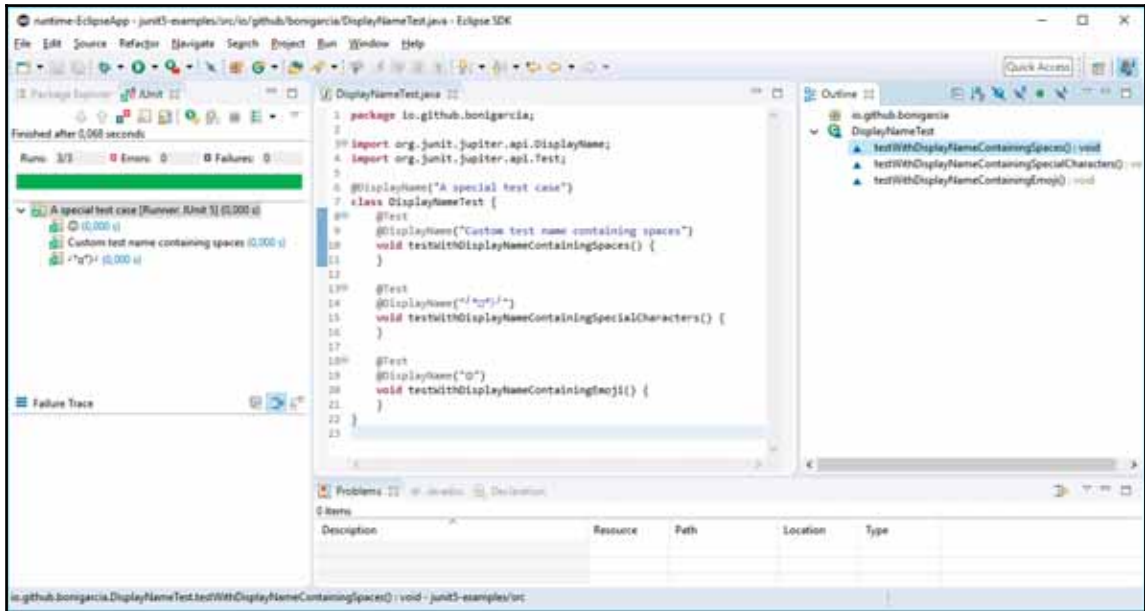 runtime-EclipseApp - junit5-examples/src/io/github/bonigarcia/DisplayNameTest.java - Eclipse SDK
File Edit Source Refactor Navigate Search Project Run Window Help
Quick Access
Package Explorer JUnit
Finished after 0,068 seconds
Runs: 3/3 Errors: 0 Failures: 0
A special test case [Runner: JUnit 5] (0,000 s)
(0,000 s)
Custom test name containing spaces (0,000 s)
(0,000 s)
Failure Trace
DisplayNameTest.java
1 package io.github.bonigarcia;
2
3 import org.junit.jupiter.api.DisplayName;
4 import org.junit.jupiter.api.Test;
5
6 @DisplayName("A special test case")
7 class DisplayNameTest {
8 @Test
9 @DisplayName("Custom test name containing spaces")
10 void testWithDisplayNameContainingSpaces() {
11 }
12
13 @Test
14 @DisplayName("
15 void testWithDisplayNameContainingSpecialCharacters() {
16 }
17
18 @Test
19 @DisplayName("
20 void testWithDisplayNameContainingEmoji() {
21 }
22 }
23
Outline
io.github.bonigarcia
DisplayNameTest
testWithDisplayNameContainingSpaces() : void
testWithDisplayNameContainingSpecialCharacters() :
testWithDisplayNameContainingEmoji() : void
Problems Javadoc Declaration
0 items
Description Resource Path Location Type
io.github.bonigarcia.DisplayNameTest.testWithDisplayNameContainingSpaces() : void - junit5-examples/src